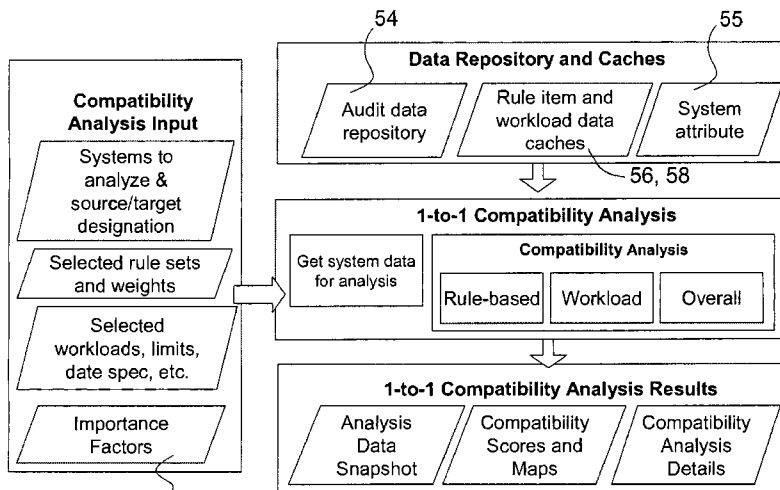 54
55
Data Repository and Caches
Audit data
repository
Rule item and
workload data
caches
System
attribute
56, 58
Compatibility
Analysis Input
Systems to
analyze &
source/target
designation
Selected rule sets
and weights
Selected
workloads, limits,
date spec, etc.
Importance
Factors
1-to-1 Compatibility Analysis
Get system data
for analysis
Compatibility Analysis
Rule-based
Workload
Overall
1-to-1 Compatibility Analysis Results
Analysis
Data
Snapshot
Compatibility
Scores and
Maps
Compatibility
Analysis
Details